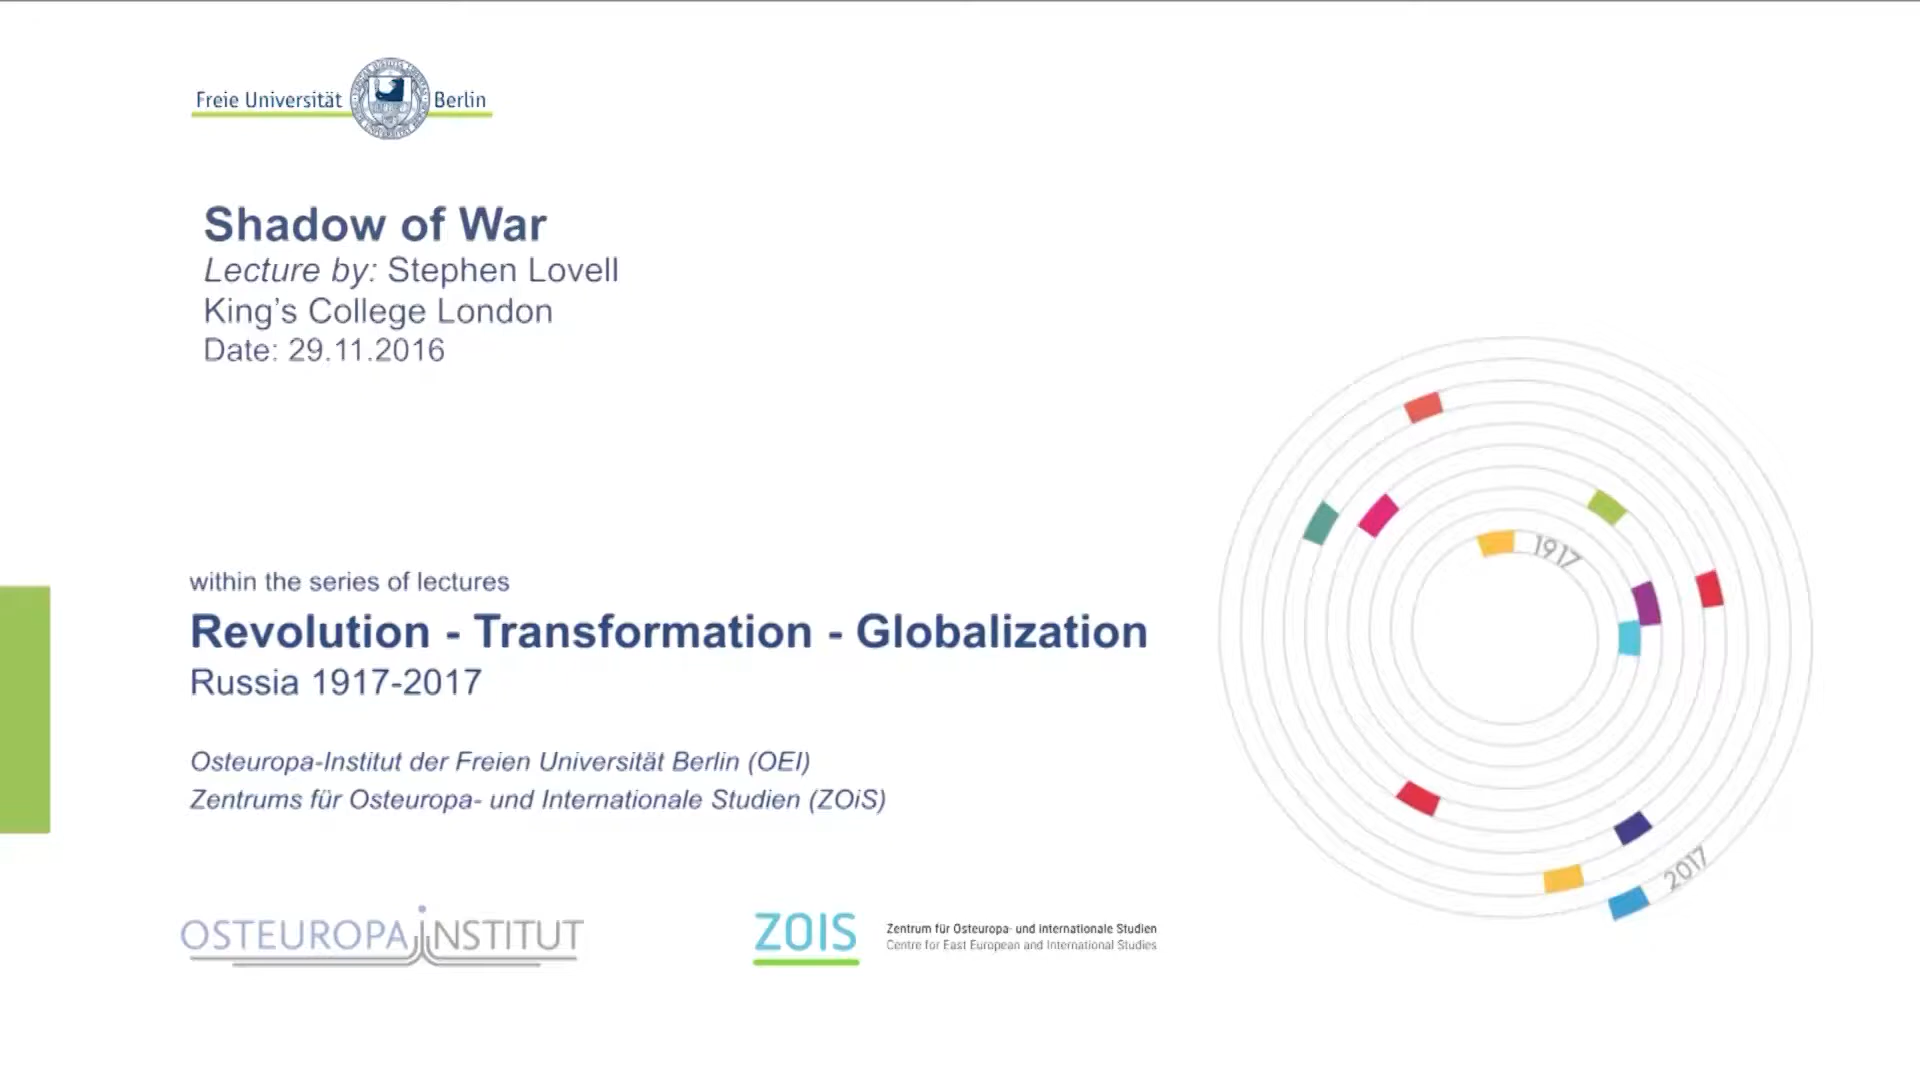 Freie Universität Berlin
Shadow of War
Lecture by: Stephen Lovell
King's College London
Date: 29.11.2016
within the series of lectures
Revolution - Transformation - Globalization
Russia 1917-2017
Osteuropa-Institut der Freien Universität Berlin (OEI)
Zentrums für Osteuropa- und Internationale Studien (ZOiS)
OSTEUROPAiNSTITUT
ZOIS
Zentrum für Osteuropa- und internationale Studien
Centre for East European and International Studies
1917
2017